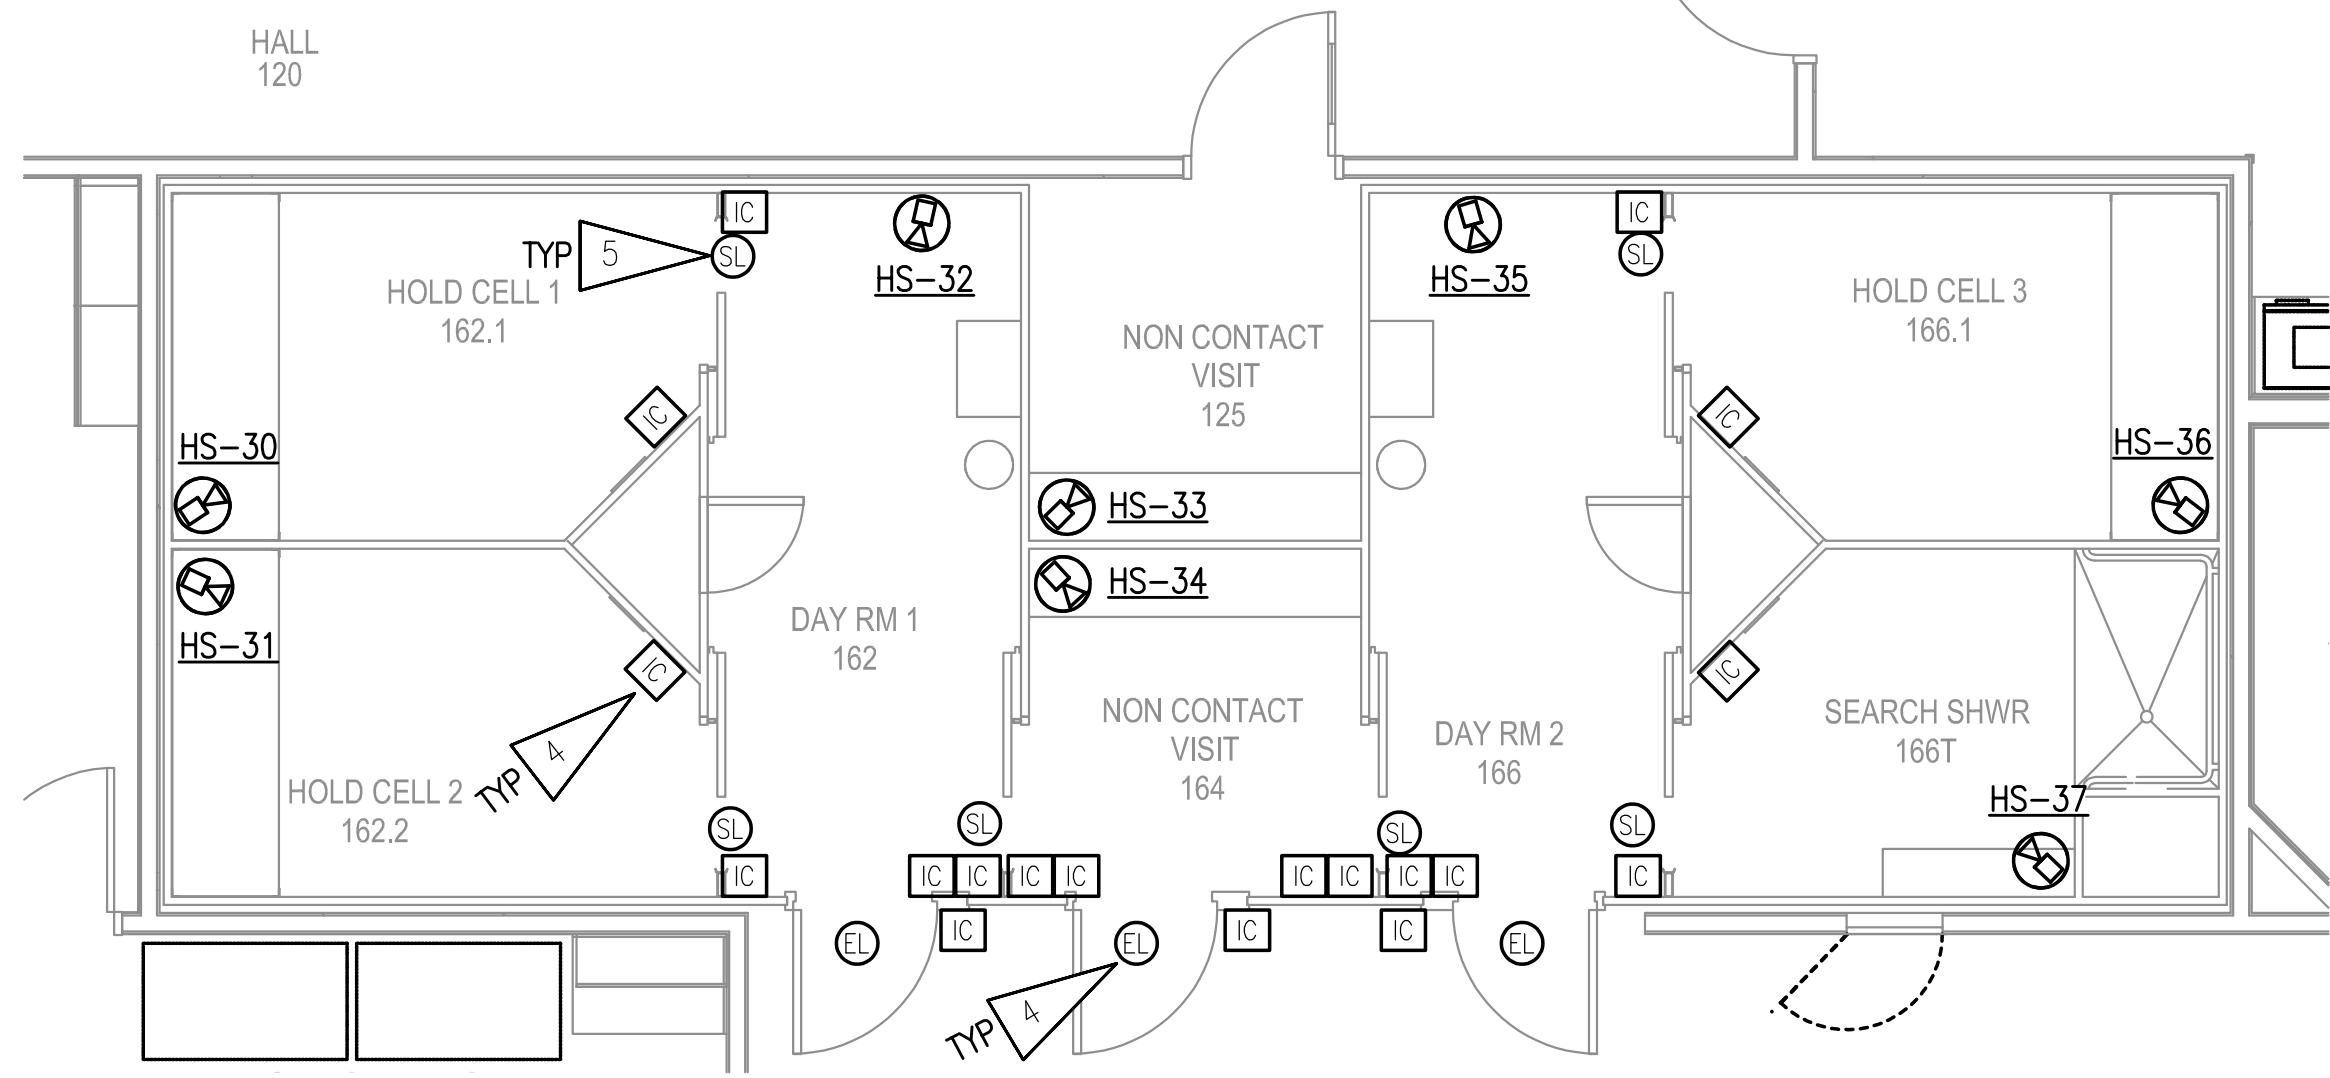 HALL
120
IC
IC
TYP 5 SL
SL
HS-32
HS-35
HOLD CELL 1
162.1
HOLD CELL 3
166.1
NON CONTACT
VISIT
125
IC
IC
HS-30
HS-36
HS-33
HS-34
HS-31
DAY RM 1
162
IC
IC
TYP 4
NON CONTACT
VISIT
164
DAY RM 2
166
SEARCH SHWR
166T
HOLD CELL 2
162.2
HS-37
SL
SL
SL
SL
IC
IC IC IC IC
IC IC IC IC
IC
IC
IC
IC
EL
EL
EL
TYP 4